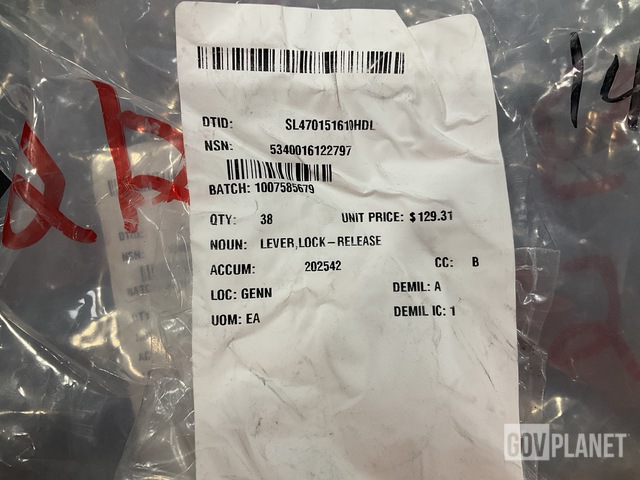 DTID: SL470151610HDL
NSN: 5340016122797
BATCH: 1007585679
QTY: 38 UNIT PRICE: $129.31
NOUN: LEVER,LOCK-RELEASE
ACCUM: 202542 CC: B
LOC: GENN DEMIL: A
UOM: EA DEMIL IC: 1
14
GOVPLANET